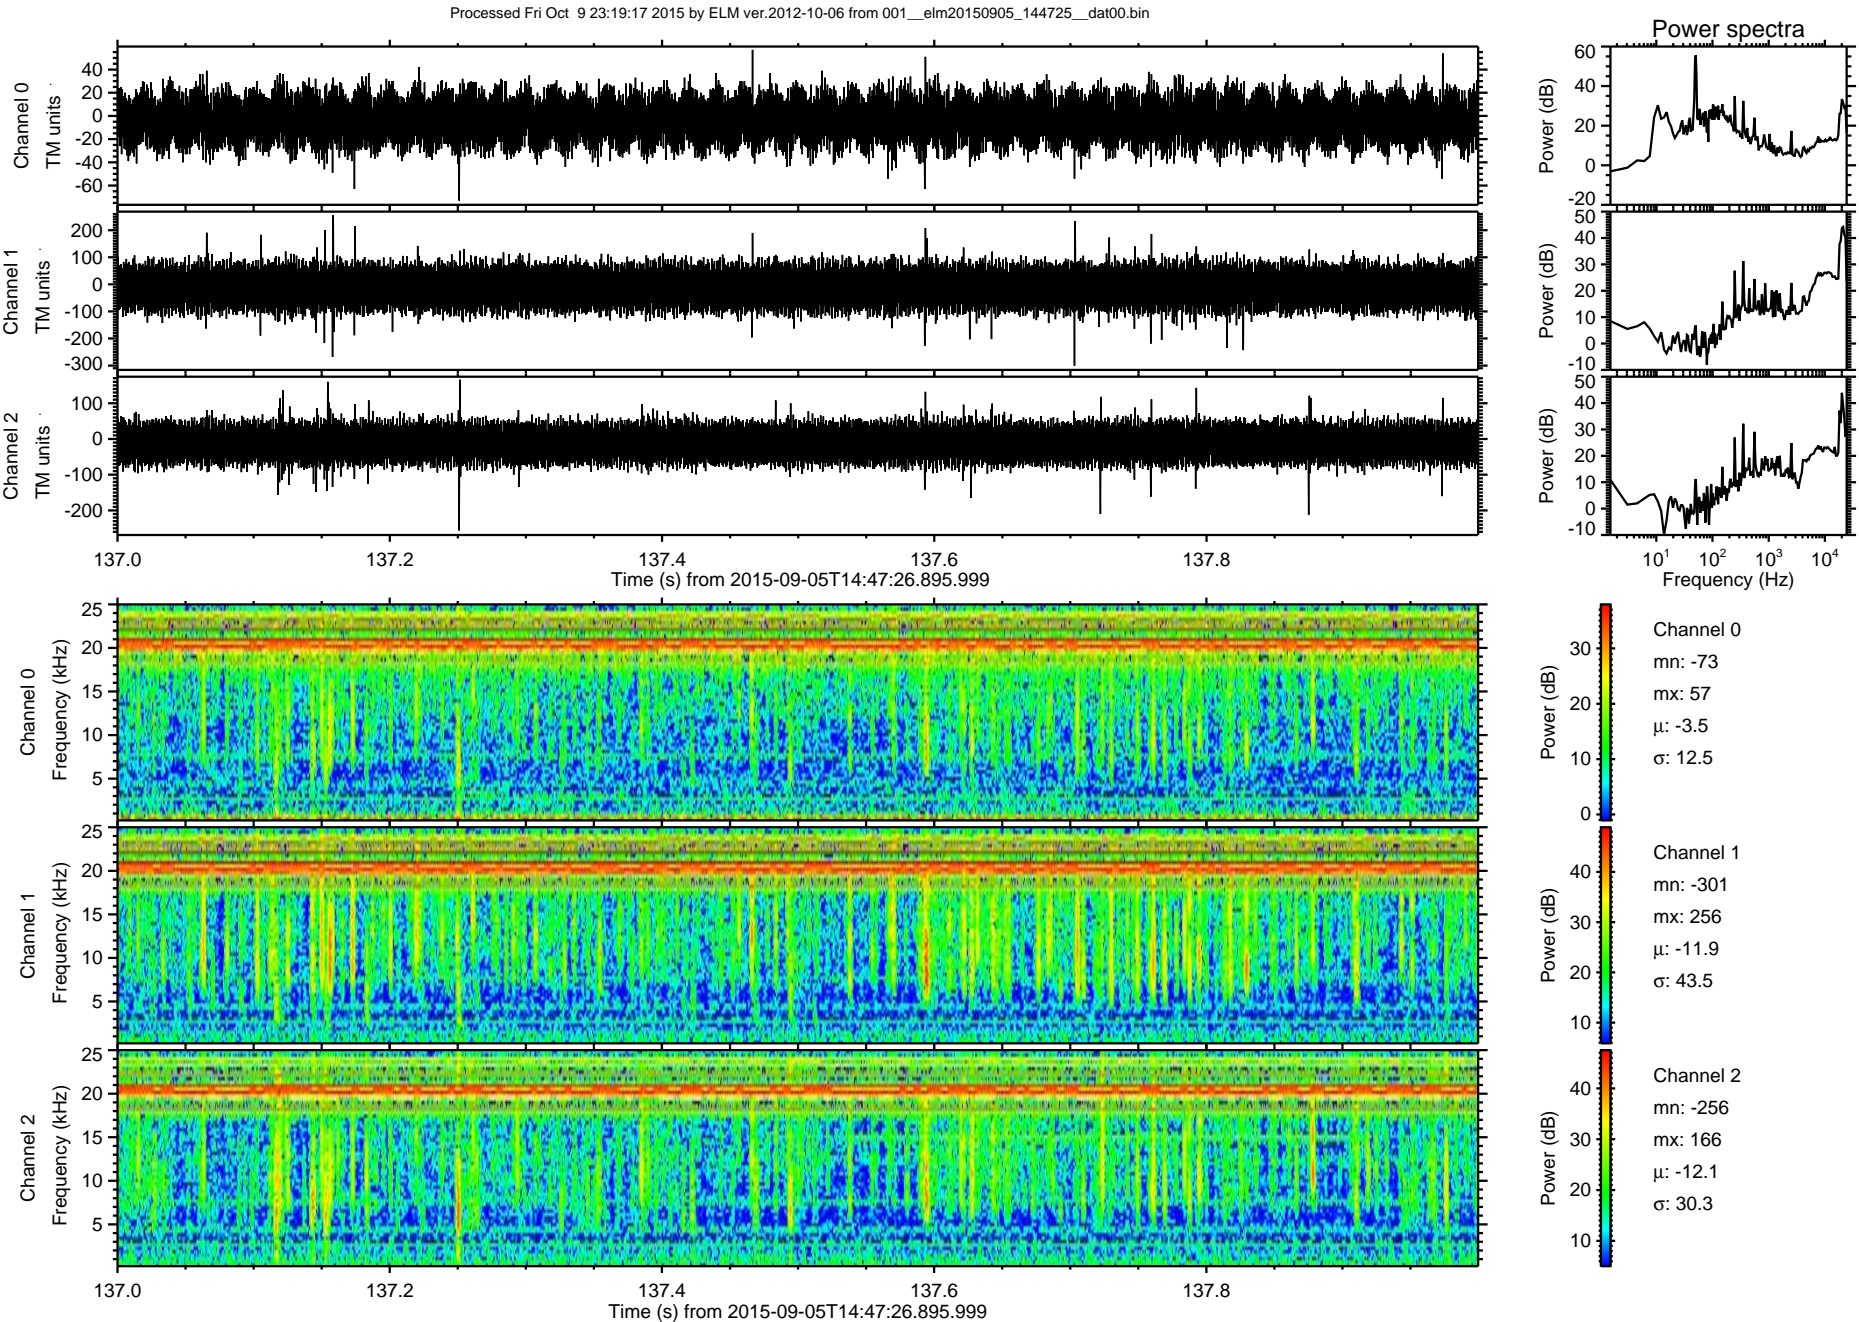 Processed Fri Oct  9 23:19:17 2015 by ELM ver.2012-10-06 from 001__elm20150905_144725__dat00.bin
Power spectra
Channel 0
TM units
40
20
0
-20
-40
-60
Power (dB)
60
40
20
0
-20
Channel 1
TM units
200
100
0
-100
-200
-300
Power (dB)
50
40
30
20
10
0
-10
Channel 2
TM units
100
0
-100
-200
Power (dB)
50
40
30
20
10
0
-10
137.0 137.2 137.4 137.6 137.8
Time (s) from 2015-09-05T14:47:26.895.999
10¹ 10² 10³ 10⁴
Frequency (Hz)
Channel 0
Frequency (kHz)
25
20
15
10
5
Power (dB)
30
20
10
0
Channel 0
mn: -73
mx: 57
μ: -3.5
σ: 12.5
Channel 1
Frequency (kHz)
25
20
15
10
5
Power (dB)
40
30
20
10
Channel 1
mn: -301
mx: 256
μ: -11.9
σ: 43.5
Channel 2
Frequency (kHz)
25
20
15
10
5
Power (dB)
40
30
20
10
Channel 2
mn: -256
mx: 166
μ: -12.1
σ: 30.3
137.0 137.2 137.4 137.6 137.8
Time (s) from 2015-09-05T14:47:26.895.999